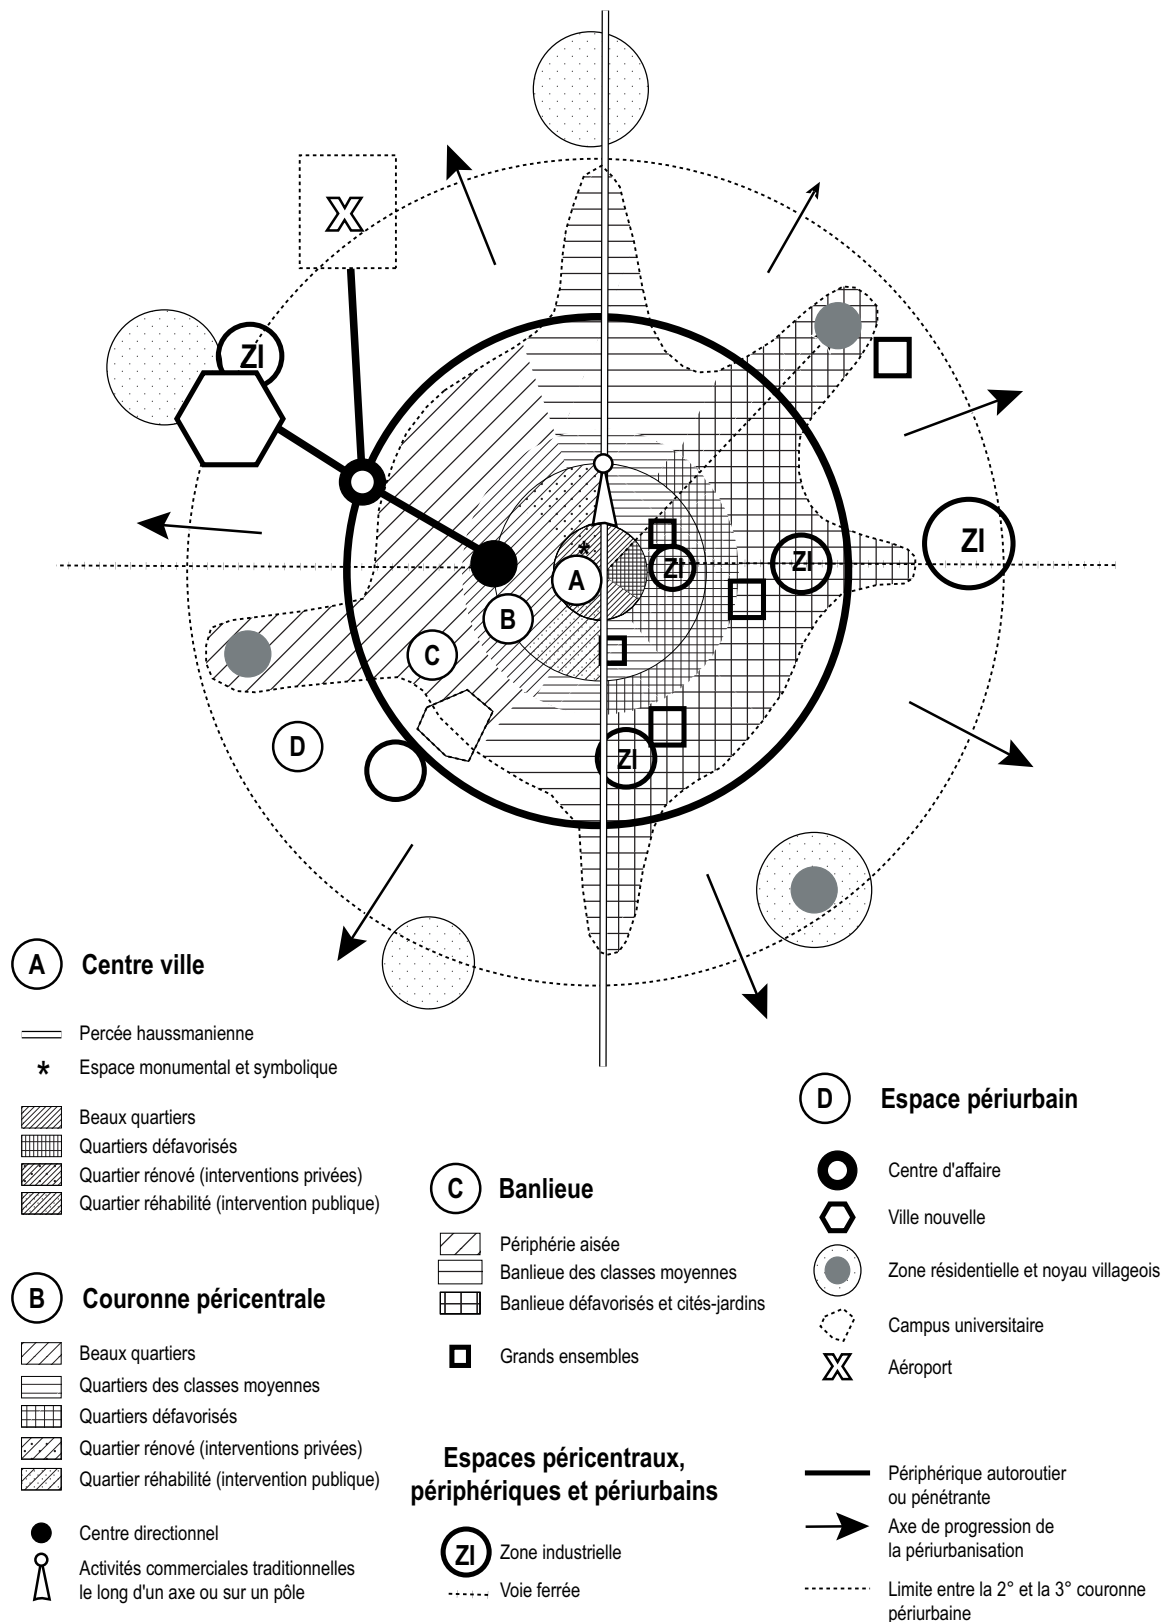 X
ZI
ZI
ZI
ZI
*
A
B
C
D
ZI
A Centre ville
Percée haussmanienne
* Espace monumental et symbolique
Beaux quartiers
Quartiers défavorisés
Quartier rénové (interventions privées)
Quartier réhabilité (intervention publique)
B Couronne péricentrale
Beaux quartiers
Quartiers des classes moyennes
Quartiers défavorisés
Quartier rénové (interventions privées)
Quartier réhabilité (intervention publique)
Centre directionnel
Activités commerciales traditionnelles
le long d'un axe ou sur un pôle
C Banlieue
Périphérie aisée
Banlieue des classes moyennes
Banlieue défavorisés et cités-jardins
Grands ensembles
Espaces péricentraux,
périphériques et périurbains
ZI Zone industrielle
Voie ferrée
D Espace périurbain
Centre d'affaire
Ville nouvelle
Zone résidentielle et noyau villageois
Campus universitaire
X Aéroport
Périphérique autoroutier
ou pénétrante
Axe de progression de
la périurbanisation
Limite entre la 2° et la 3° couronne
périurbaine